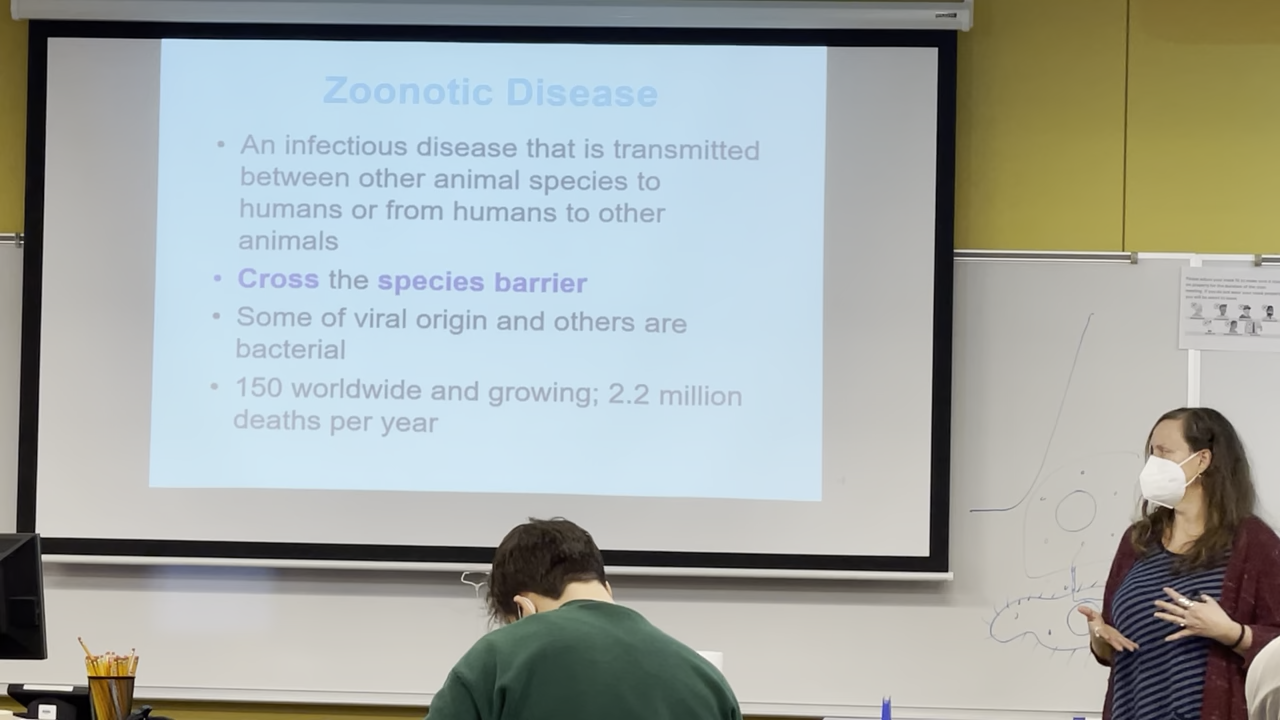 Zoonotic Disease
• An infectious disease that is transmitted
between other animal species to
humans or from humans to other
animals
• Cross the species barrier
• Some of viral origin and others are
bacterial
• 150 worldwide and growing; 2.2 million
deaths per year